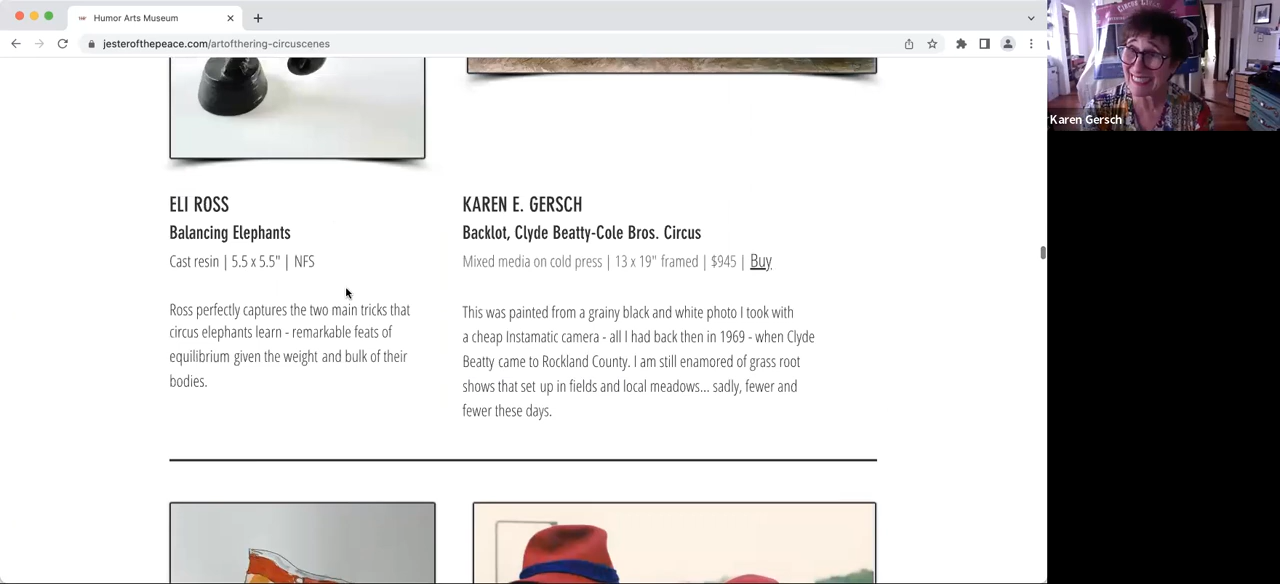 Humor Arts Museum
jesterofthepeace.com/artofthering-circuscenes
CIRCUS
Karen Gersch
ELI ROSS
Balancing Elephants
Cast resin | 5.5 x 5.5" | NFS
Ross perfectly captures the two main tricks that
circus elephants learn - remarkable feats of
equilibrium given the weight and bulk of their
bodies.
KAREN E. GERSCH
Backlot, Clyde Beatty-Cole Bros. Circus
Mixed media on cold press | 13 x 19" framed | $945 | Buy
This was painted from a grainy black and white photo I took with
a cheap Instamatic camera - all I had back then in 1969 - when Clyde
Beatty came to Rockland County. I am still enamored of grass root
shows that set up in fields and local meadows... sadly, fewer and
fewer these days.